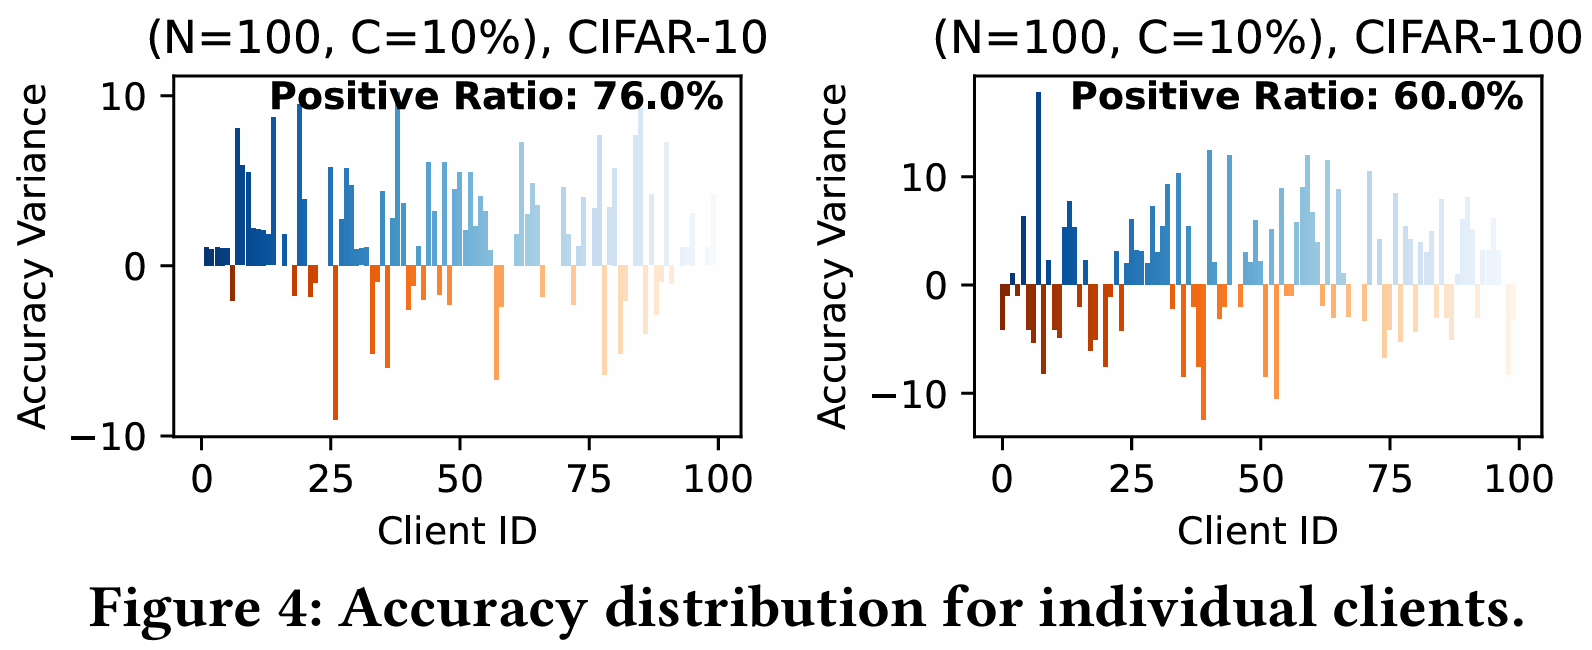 (N=100, C=10%), CIFAR-10
Positive Ratio: 76.0%
Accuracy Variance
10
0
−10
0 25 50 75 100
Client ID
(N=100, C=10%), CIFAR-100
Positive Ratio: 60.0%
Accuracy Variance
10
0
−10
0 25 50 75 100
Client ID
Figure 4: Accuracy distribution for individual clients.